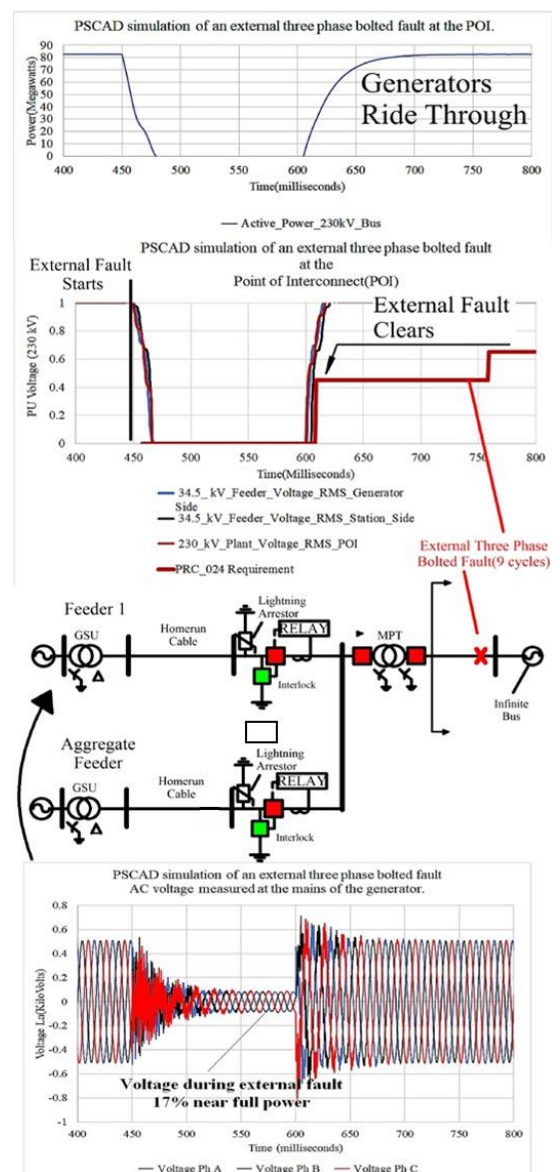 PSCAD simulation of an external three phase bolted fault at the POI.
90
80
70
60
50
40
30
20
10
0
Power(Megawatts)
Generators
Ride Through
400 450 500 550 600 650 700 750 800
Time(milliseconds)
Active_Power_230kV_Bus
PSCAD simulation of an external three phase bolted fault
at the
Point of Interconnect(POI)
External Fault
Starts
External Fault
Clears
1
0.8
0.6
0.4
0.2
0
PU Voltage (230 kV)
400 450 500 550 600 650 700 750 800
Time(Milliseconds)
34.5_ kV_Feeder_Voltage_RMS_Generator
Side
34.5_kV_Feeder_Voltage_RMS_Station_Side
230_kV_Plant_Voltage_RMS_POI
PRC_024 Requirement
External Three Phase
Bolted Fault(9 cycles)
Feeder 1
GSU
Homerun
Cable
Lightning
Arrestor
RELAY
Interlock
MPT
Infinite
Bus
Aggregate
Feeder
GSU
Homerun
Cable
Lightning
Arrestor
RELAY
Interlock
PSCAD simulation of an external three phase bolted fault
AC voltage measured at the mains of the generator.
0.8
0.6
0.4
0.2
0
-0.2
-0.4
-0.6
-0.8
-1
Voltage Ln(KiloVolts)
Voltage during external fault
17% near full power
400 450 500 550 600 650 700 750 800
Time (milliseconds)
Voltage Ph A Voltage Ph B Voltage Ph C